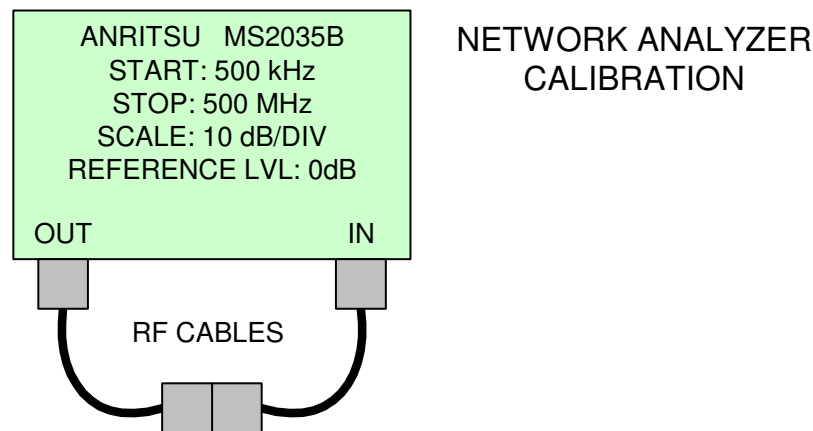 ANRITSU MS2035B
START: 500 kHz
STOP: 500 MHz
SCALE: 10 dB/DIV
REFERENCE LVL: 0dB
OUT
IN
RF CABLES
NETWORK ANALYZER
CALIBRATION